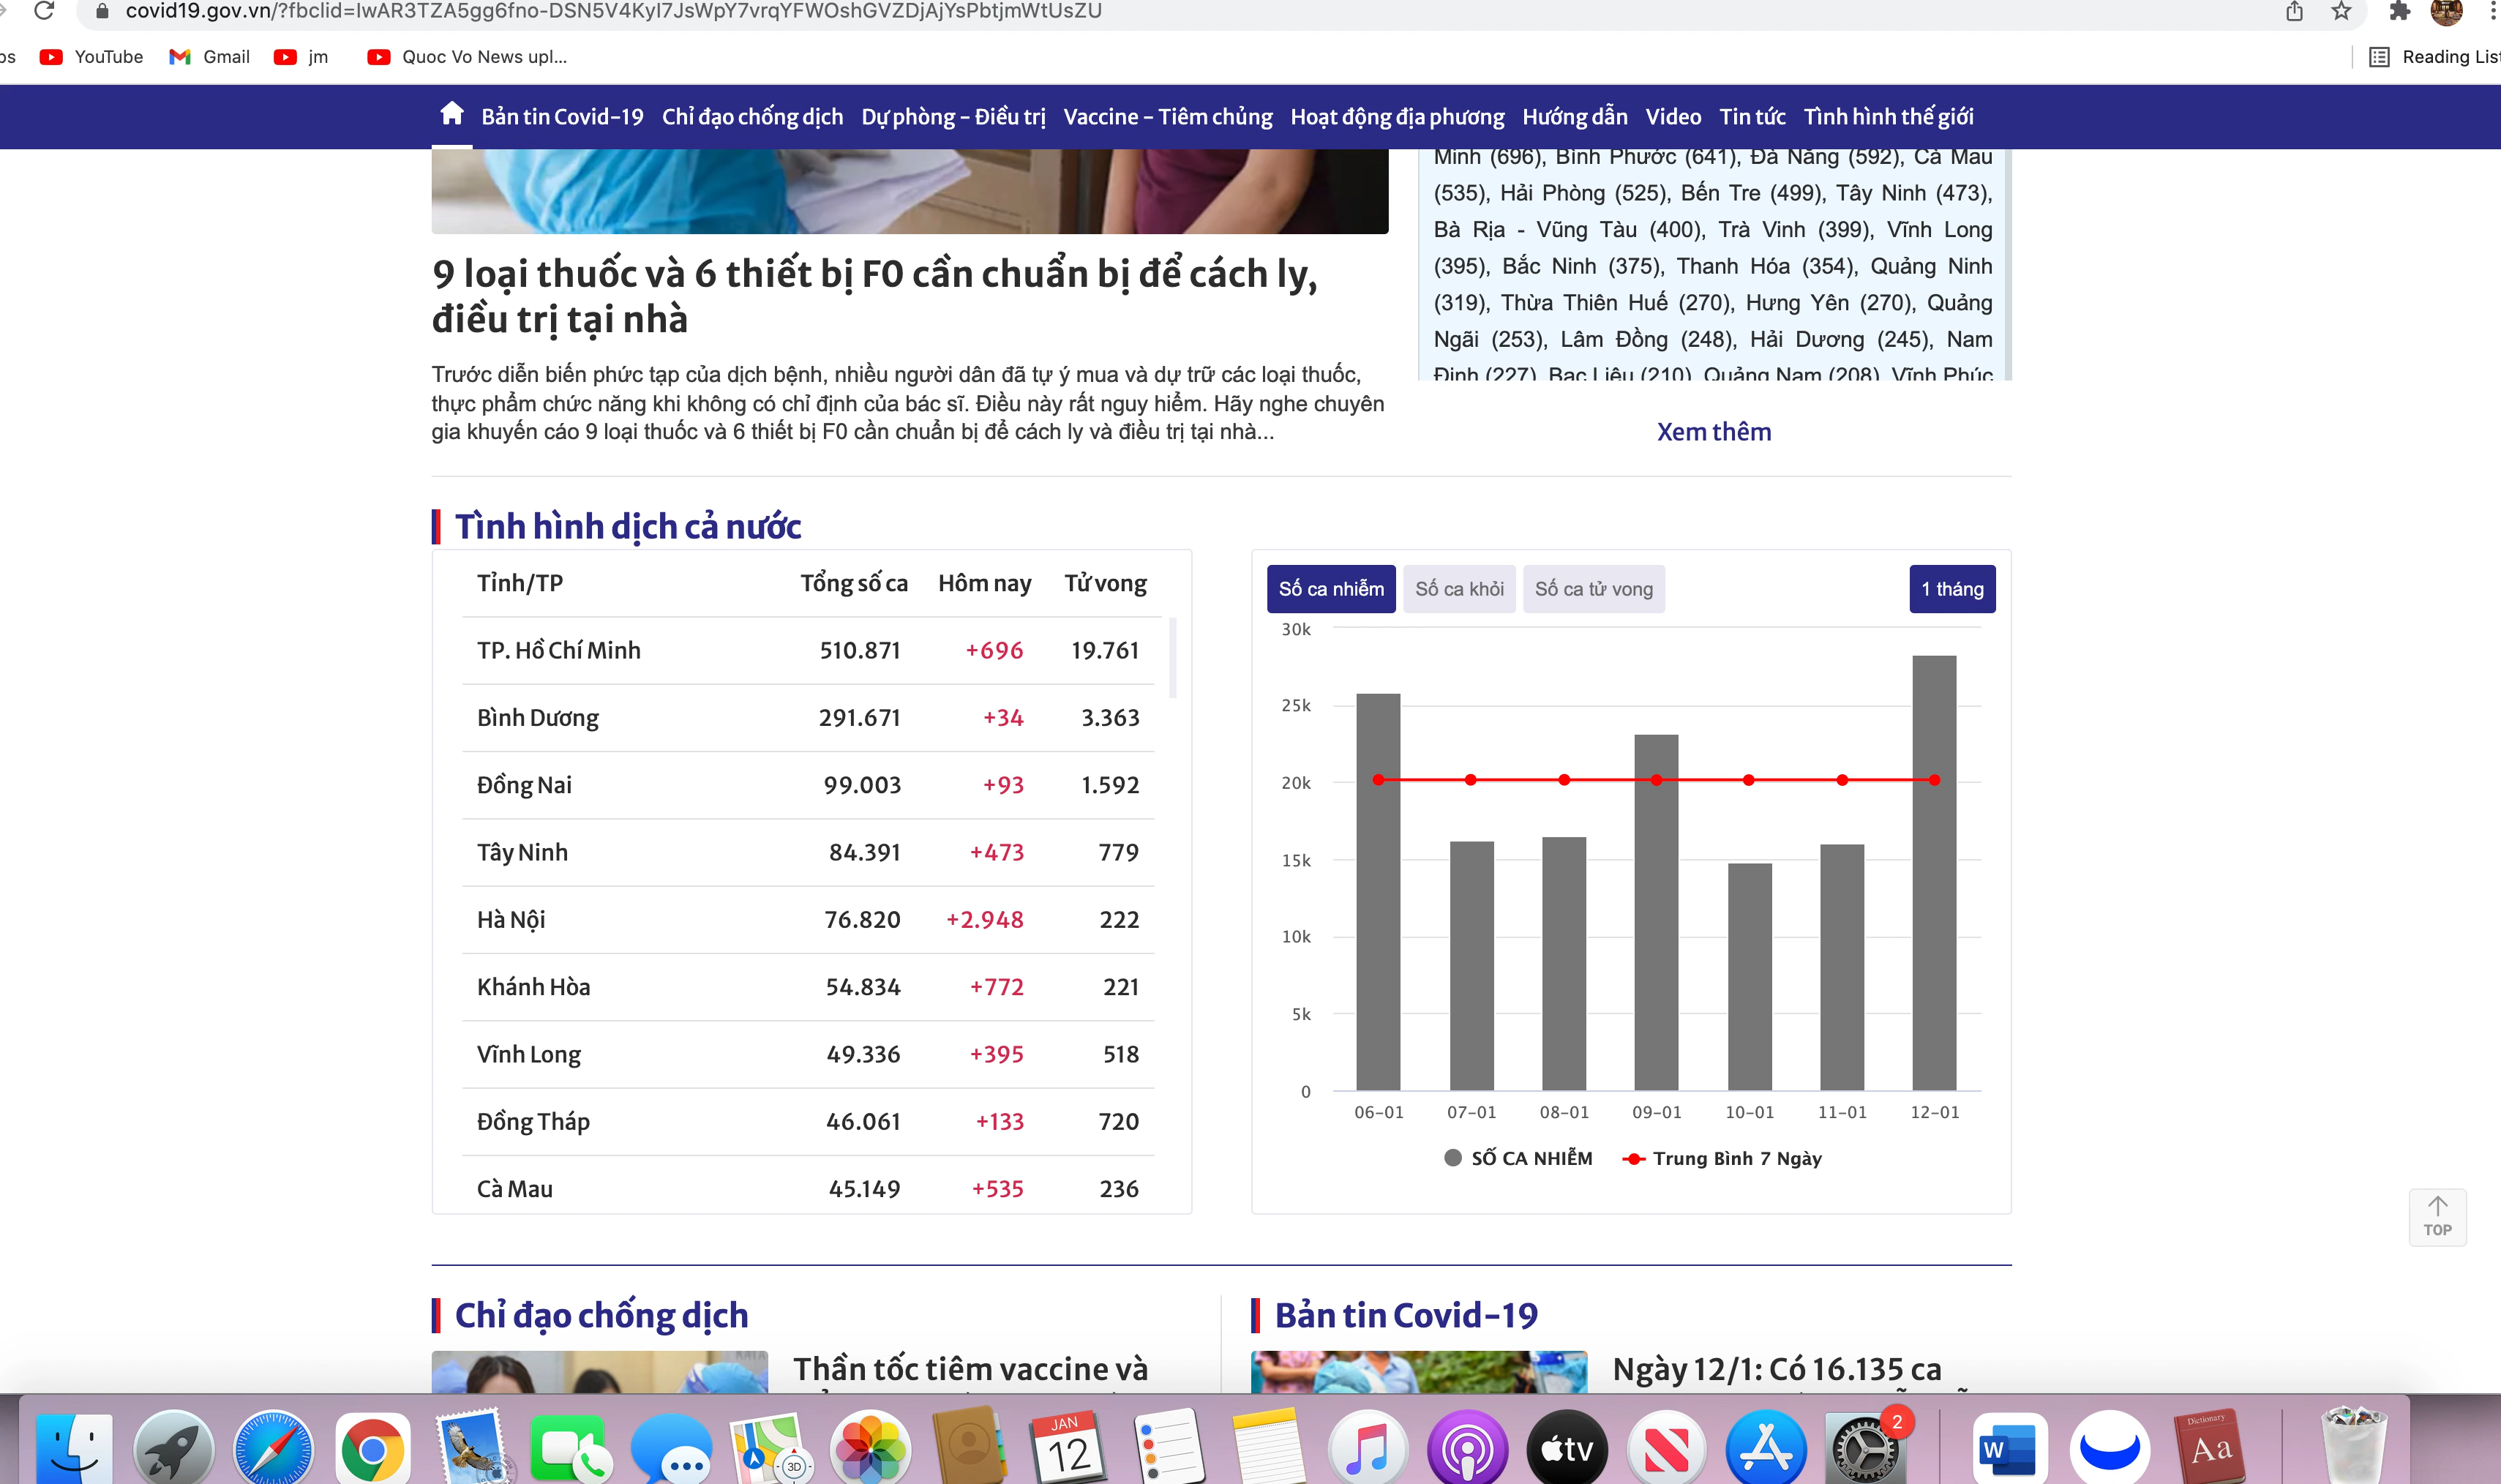 covid19.gov.vn/?fbclid=IwAR3TZA5gg6fno-DSN5V4Kyl7JsWpY7vrqYFWOshGVZDjAjYsPbtjmWtUsZU
YouTube Gmail jm Quoc Vo News upl... Reading List
Bản tin Covid-19 Chỉ đạo chống dịch Dự phòng - Điều trị Vaccine - Tiêm chủng Hoạt động địa phương Hướng dẫn Video Tin tức Tình hình thế giới
Minh (696), Bình Phước (641), Đà Nẵng (592), Cà Mau
(535), Hải Phòng (525), Bến Tre (499), Tây Ninh (473),
Bà Rịa - Vũng Tàu (400), Trà Vinh (399), Vĩnh Long
(395), Bắc Ninh (375), Thanh Hóa (354), Quảng Ninh
(319), Thừa Thiên Huế (270), Hưng Yên (270), Quảng
Ngãi (253), Lâm Đồng (248), Hải Dương (245), Nam
Định (227), Bạc Liêu (210), Quảng Nam (208), Vĩnh Phúc
Xem thêm
9 loại thuốc và 6 thiết bị F0 cần chuẩn bị để cách ly,
điều trị tại nhà
Trước diễn biến phức tạp của dịch bệnh, nhiều người dân đã tự ý mua và dự trữ các loại thuốc,
thực phẩm chức năng khi không có chỉ định của bác sĩ. Điều này rất nguy hiểm. Hãy nghe chuyên
gia khuyến cáo 9 loại thuốc và 6 thiết bị F0 cần chuẩn bị để cách ly và điều trị tại nhà...
Tình hình dịch cả nước
Tỉnh/TP Tổng số ca Hôm nay Tử vong
TP. Hồ Chí Minh 510.871 +696 19.761
Bình Dương 291.671 +34 3.363
Đồng Nai 99.003 +93 1.592
Tây Ninh 84.391 +473 779
Hà Nội 76.820 +2.948 222
Khánh Hòa 54.834 +772 221
Vĩnh Long 49.336 +395 518
Đồng Tháp 46.061 +133 720
Cà Mau 45.149 +535 236
Số ca nhiễm Số ca khỏi Số ca tử vong 1 tháng
30k
25k
20k
15k
10k
5k
0
06-01 07-01 08-01 09-01 10-01 11-01 12-01
SỐ CA NHIỄM Trung Bình 7 Ngày
TOP
Chỉ đạo chống dịch
Thần tốc tiêm vaccine và
Bản tin Covid-19
Ngày 12/1: Có 16.135 ca
JAN
12
3D
tv
2
W
Dictionary
Aa